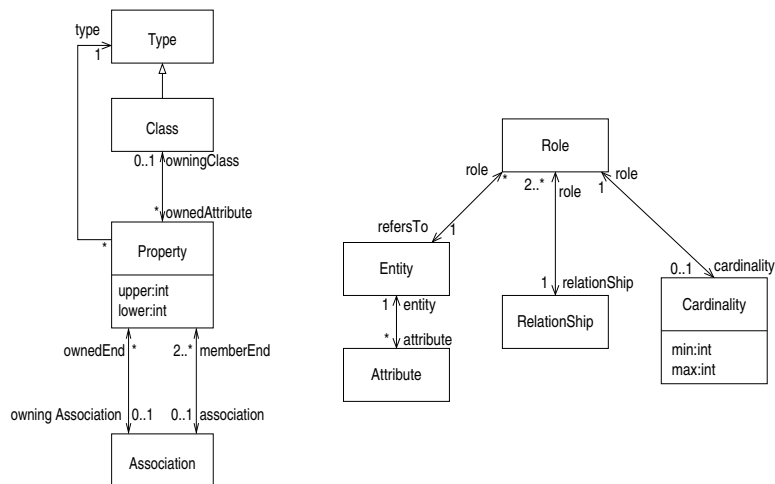 type
1
Type
Class
0..1 owningClass
* ownedAttribute
*
Property
upper:int
lower:int
ownedEnd *
2..* memberEnd
owning Association 0..1
0..1 association
Association
Role
role
*
2..*
role
1
role
refersTo 1
Entity
1 entity
* attribute
Attribute
1 relationShip
RelationShip
0..1 cardinality
Cardinality
min:int
max:int